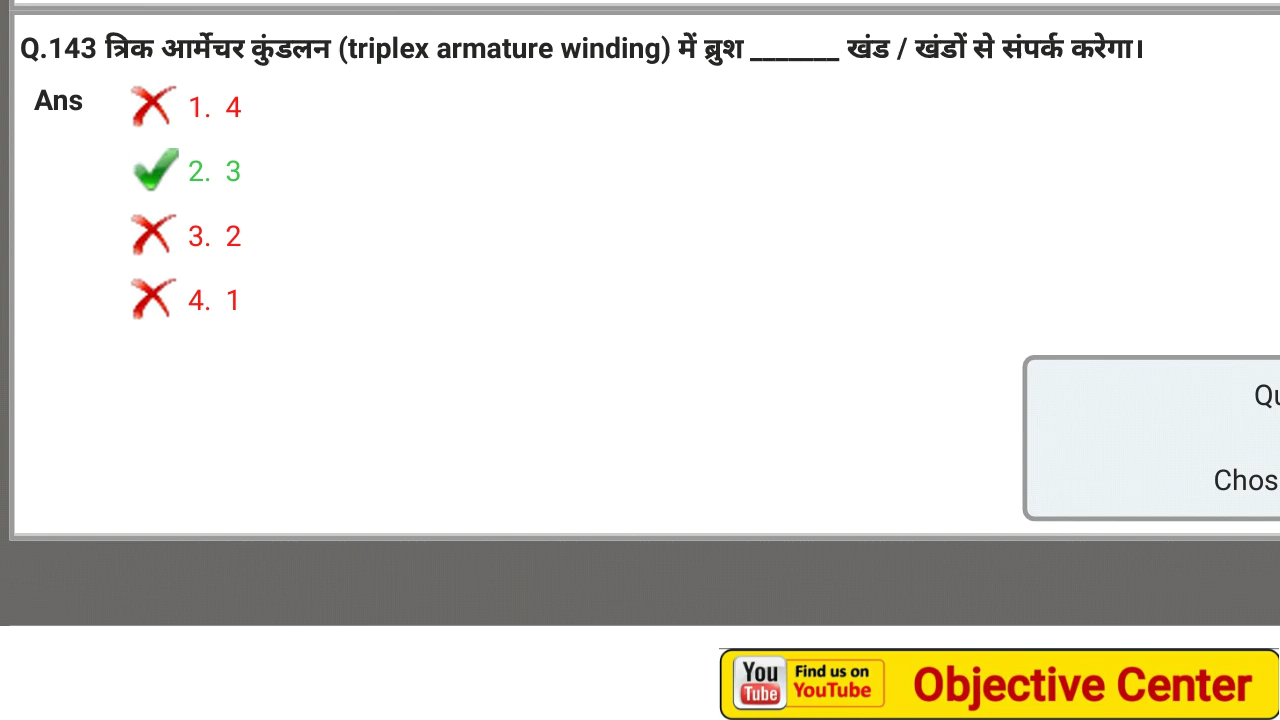 Q.143 त्रिक आर्मेचर कुंडलन (triplex armature winding) में ब्रुश _______ खंड / खंडों से संपर्क करेगा।
Ans 1. 4
2. 3
3. 2
4. 1
Qu
Chos
You Tube Find us on YouTube Objective Center